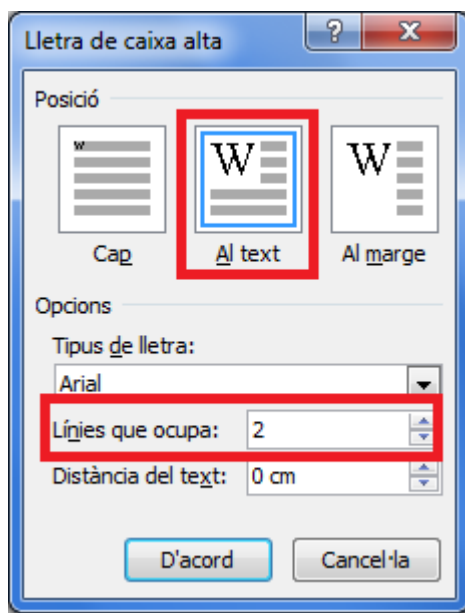 Lletra de caixa alta
Posició
W W W
Cap Al text Al marge
Opcions
Tipus de lletra:
Arial
Línies que ocupa: 2
Distància del text: 0 cm
D'acord Cancel·la